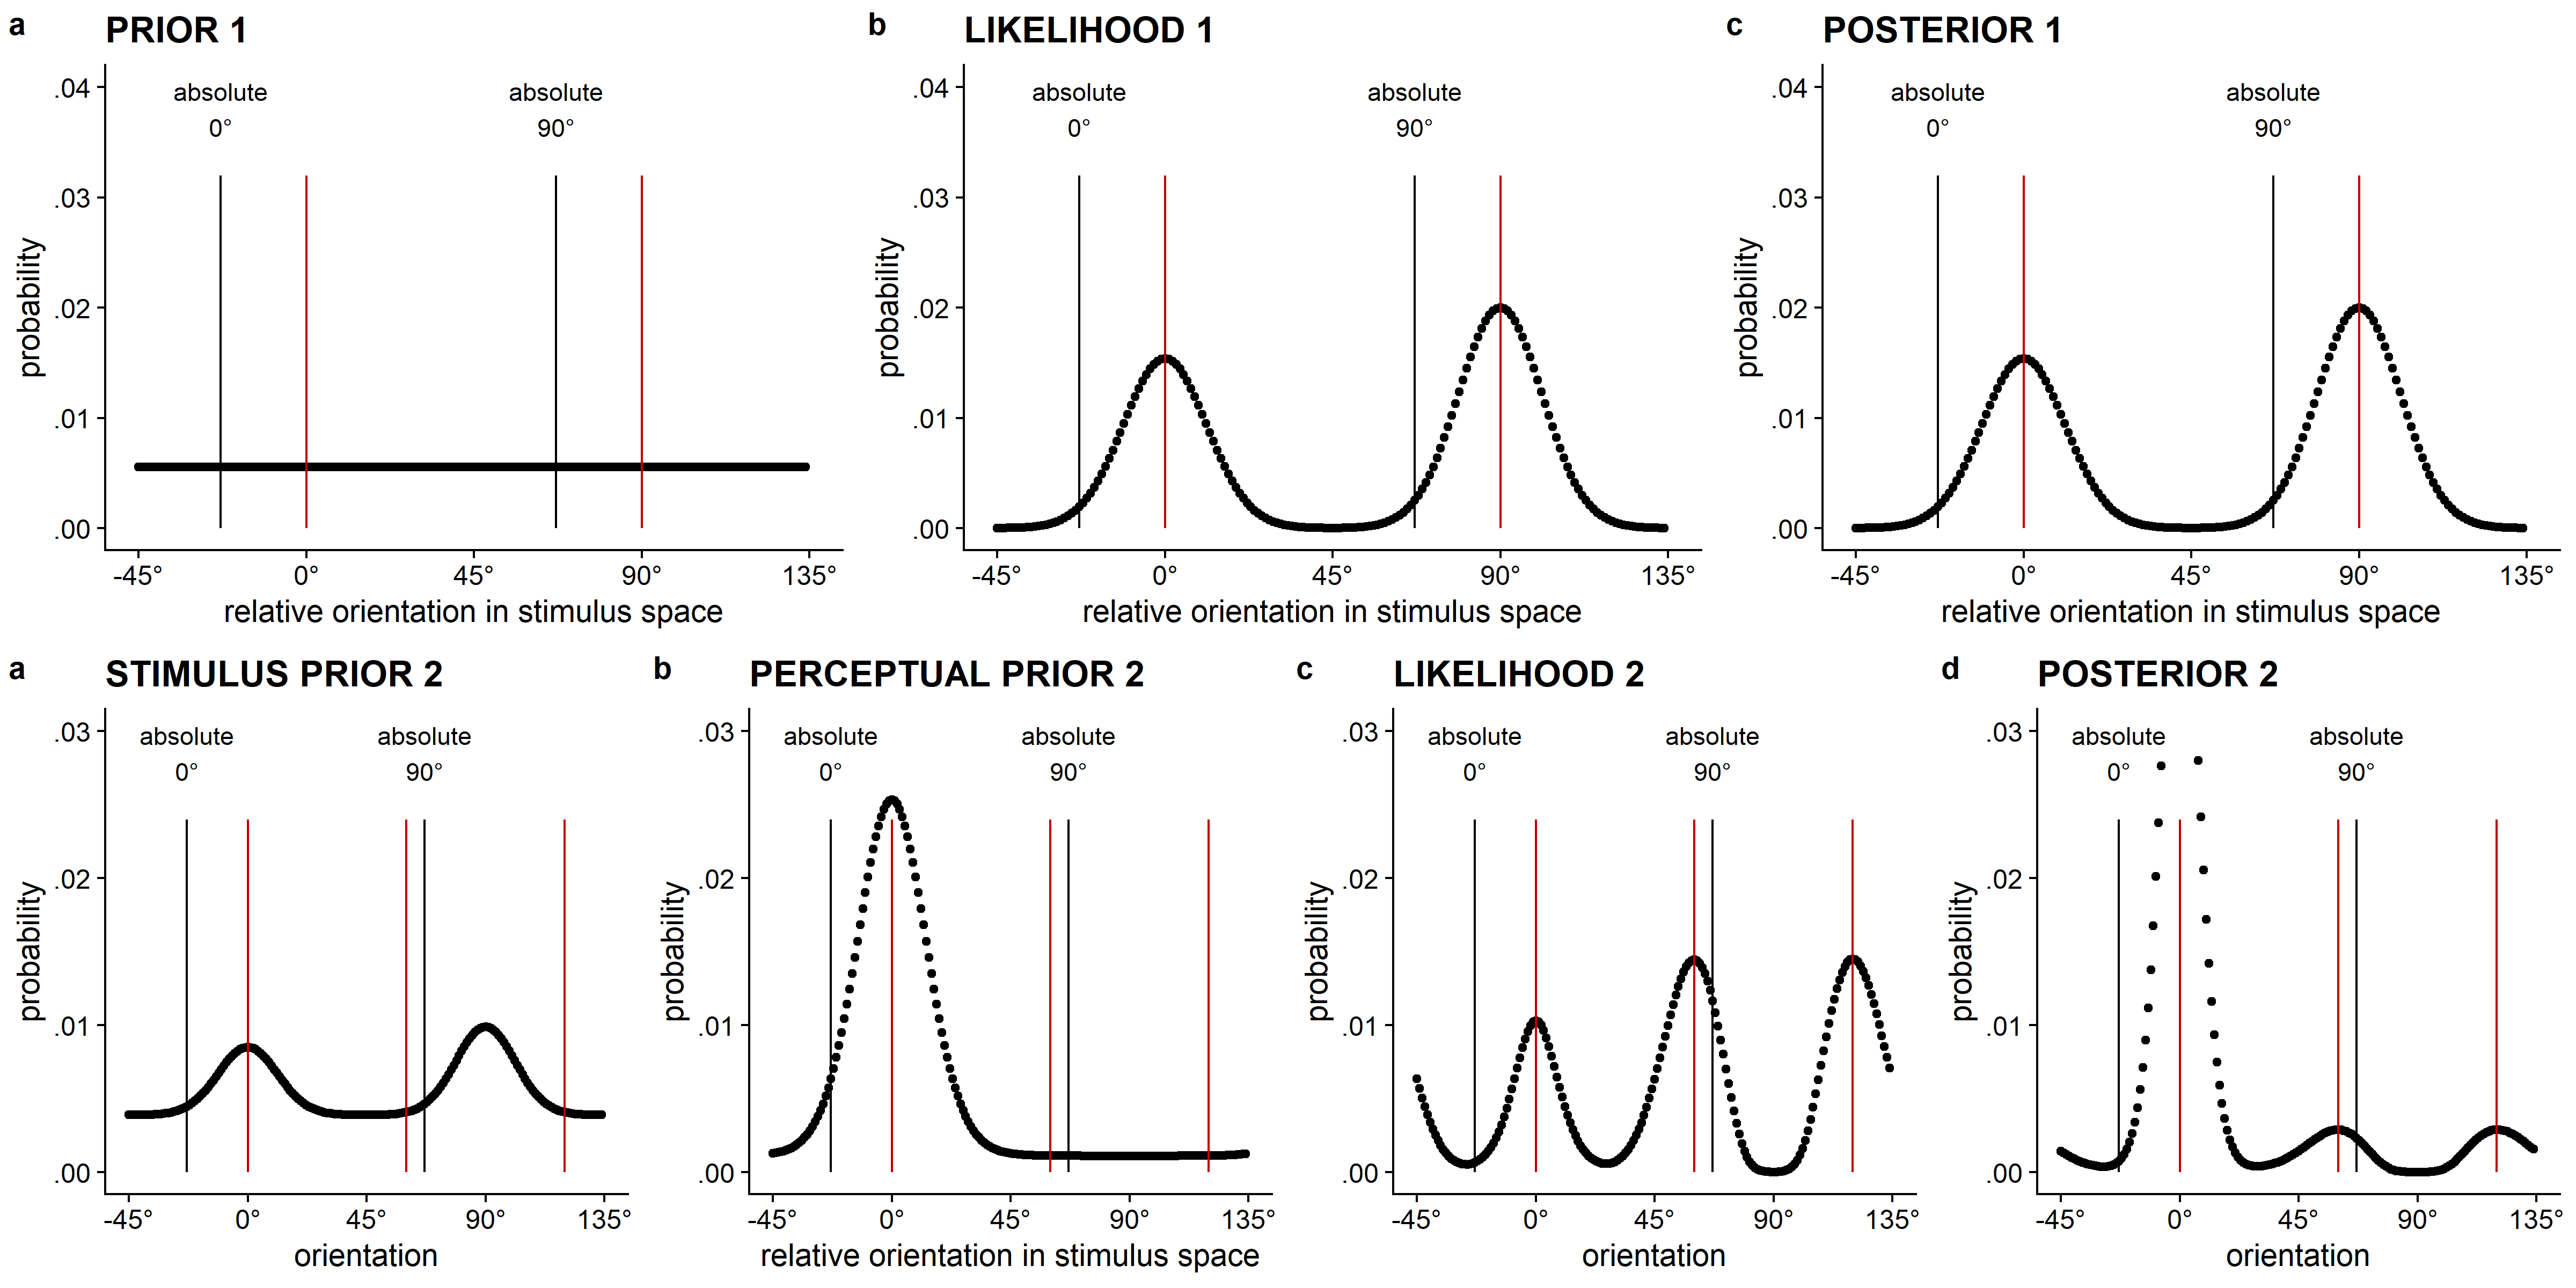 a PRIOR 1
.04
.03
.02
.01
.00
absolute
0°
absolute
90°
probability
-45° 0° 45° 90° 135°
relative orientation in stimulus space
b LIKELIHOOD 1
.04
.03
.02
.01
.00
absolute
0°
absolute
90°
probability
-45° 0° 45° 90° 135°
relative orientation in stimulus space
c POSTERIOR 1
.04
.03
.02
.01
.00
absolute
0°
absolute
90°
probability
-45° 0° 45° 90° 135°
relative orientation in stimulus space
a STIMULUS PRIOR 2
.03
.02
.01
.00
absolute
0°
absolute
90°
probability
-45° 0° 45° 90° 135°
orientation
b PERCEPTUAL PRIOR 2
.03
.02
.01
.00
absolute
0°
absolute
90°
probability
-45° 0° 45° 90° 135°
relative orientation in stimulus space
c LIKELIHOOD 2
.03
.02
.01
.00
absolute
0°
absolute
90°
probability
-45° 0° 45° 90° 135°
orientation
d POSTERIOR 2
.03
.02
.01
.00
absolute
0°
absolute
90°
probability
-45° 0° 45° 90° 135°
orientation